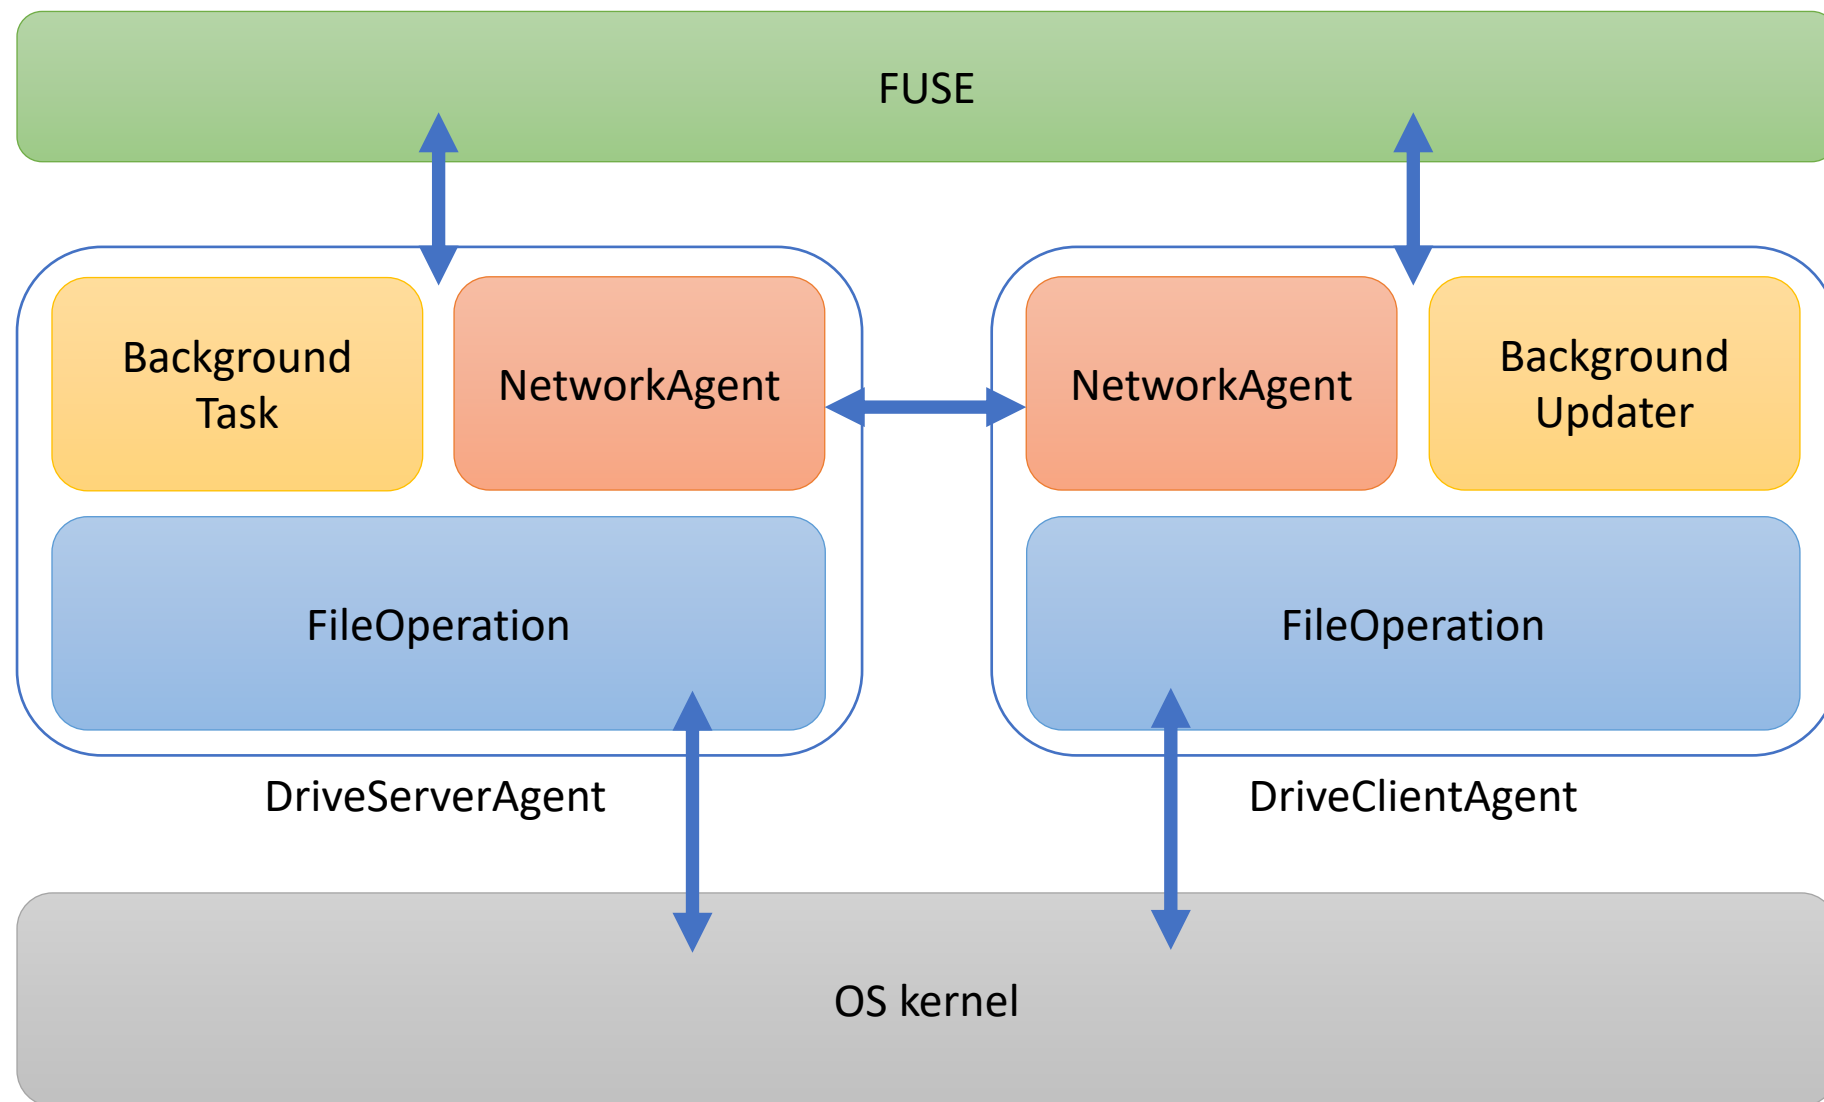 FUSE
Background
Task
NetworkAgent
NetworkAgent
Background
Updater
FileOperation
FileOperation
DriveServerAgent
DriveClientAgent
OS kernel